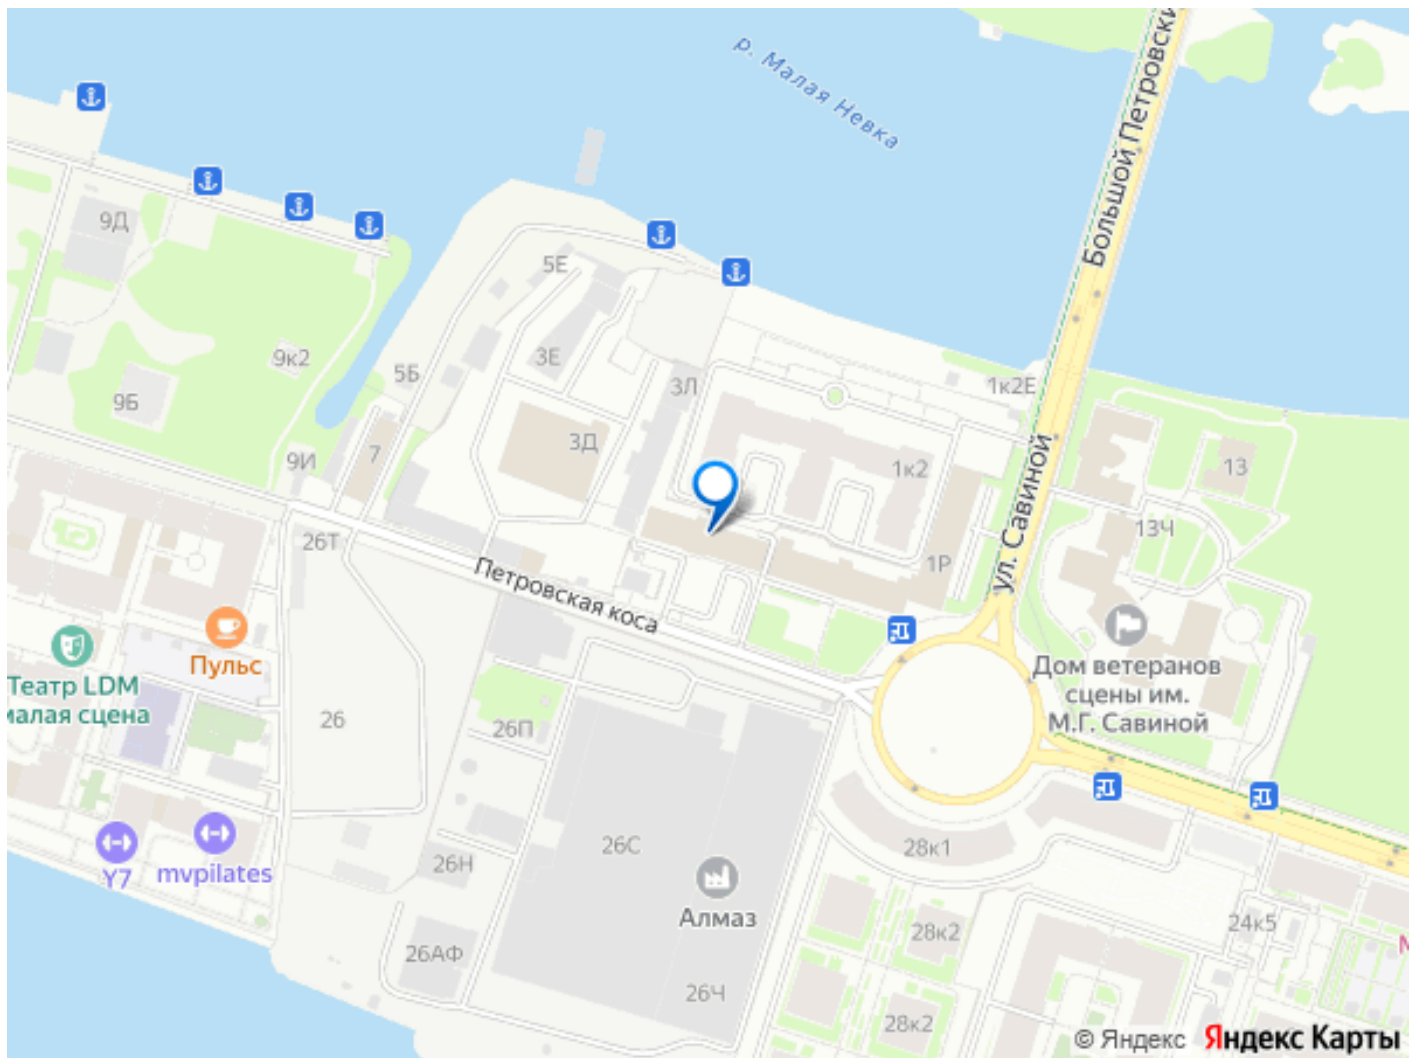 р. Малая Невка
Большой Петровски
9Д
5Е
3Е
9к2
5Б
3Л
1к2Е
9Б
3Д
7
9И
1к2
13
ул. Савиной
13Ч
26Т
Петровская коса
1Р
Пульс
Театр LDM
малая сцена
Дом ветеранов
сцены им.
М.Г. Савиной
26
26П
26С
28к1
26Н
Y7
mvpilates
Алмаз
24к5
28к2
26АФ
26Ч
28к2
© Яндекс Яндекс Карты